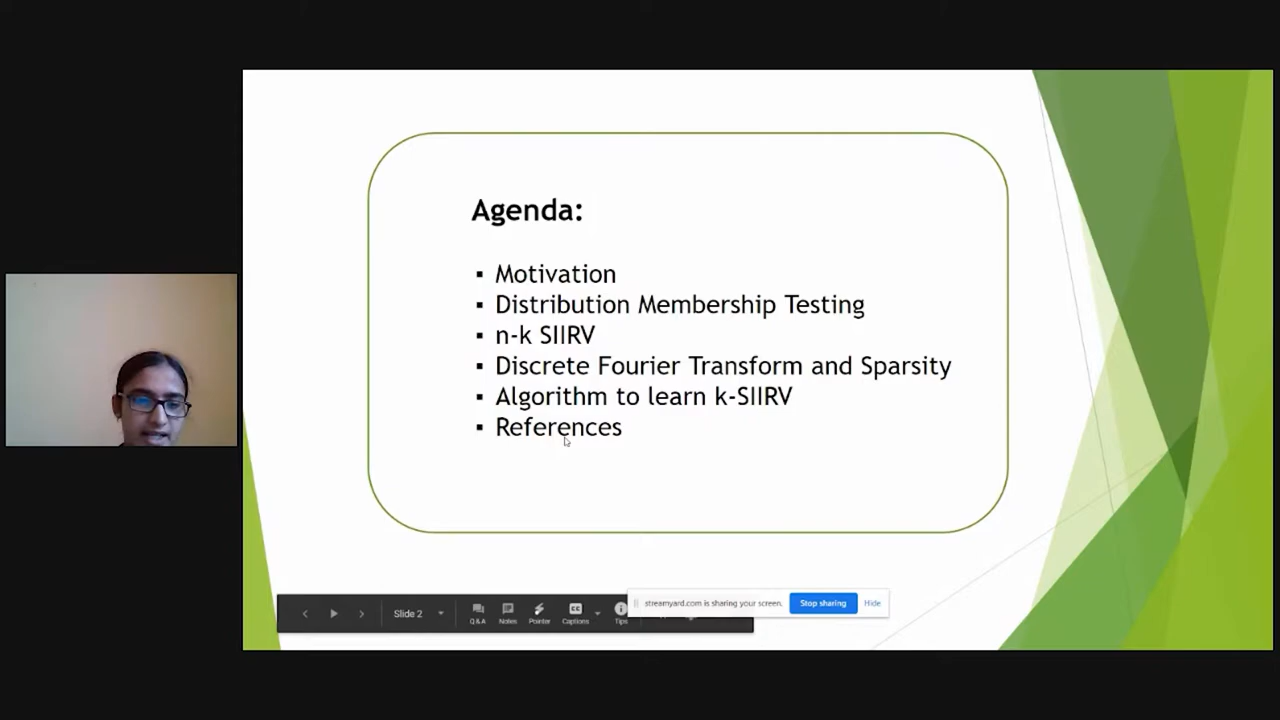 Agenda:
▪ Motivation
▪ Distribution Membership Testing
▪ n-k SIIRV
▪ Discrete Fourier Transform and Sparsity
▪ Algorithm to learn k-SIIRV
▪ References
Slide 2
Q&A
Notes
Pointer
Captions
Tips
streamyard.com is sharing your screen.
Stop sharing
Hide